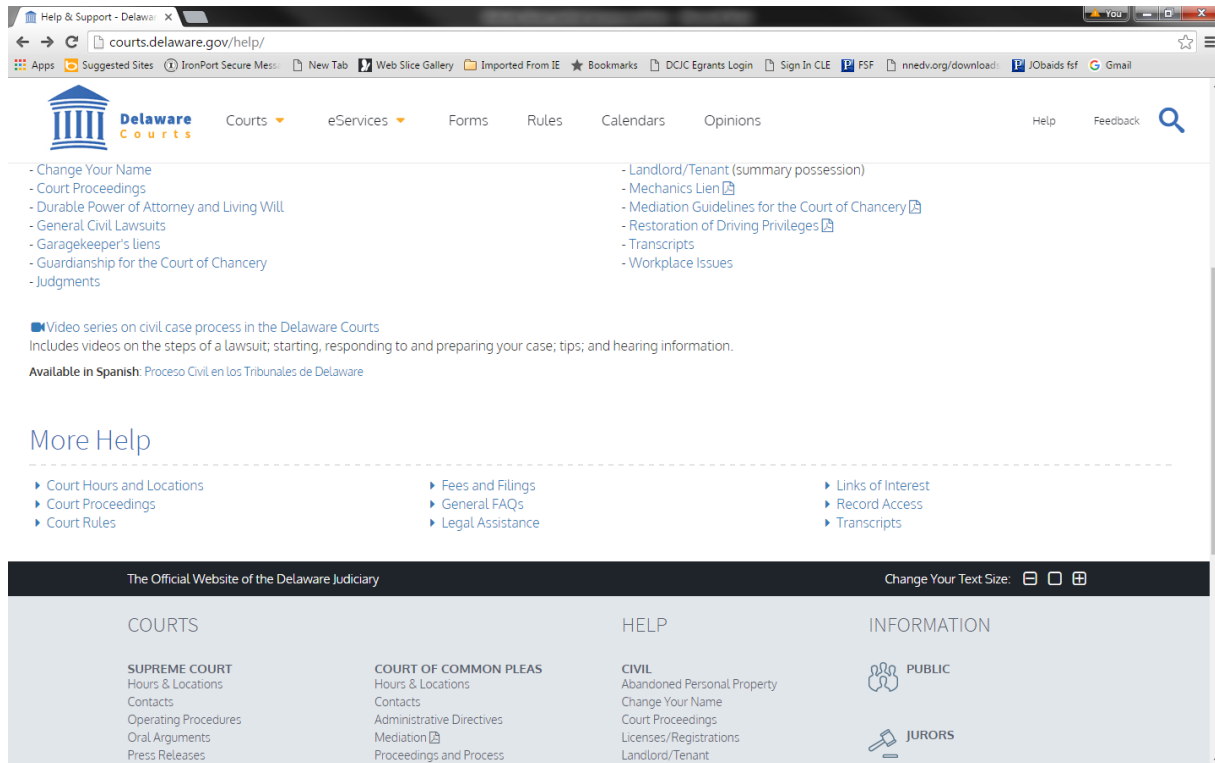 Help & Support - Delawar
You
courts.delaware.gov/help/
Apps Suggested Sites IronPort Secure Mess New Tab Web Slice Gallery Imported From IE Bookmarks DCJC Egrants Login Sign In CLE FSF nnedv.org/downloads JObaids fsf Gmail
Delaware Courts
Courts eServices Forms Rules Calendars Opinions Help Feedback
- Change Your Name
- Court Proceedings
- Durable Power of Attorney and Living Will
- General Civil Lawsuits
- Garagekeeper's liens
- Guardianship for the Court of Chancery
- Judgments
- Landlord/Tenant (summary possession)
- Mechanics Lien
- Mediation Guidelines for the Court of Chancery
- Restoration of Driving Privileges
- Transcripts
- Workplace Issues
Video series on civil case process in the Delaware Courts
Includes videos on the steps of a lawsuit; starting, responding to and preparing your case; tips; and hearing information.
Available in Spanish: Proceso Civil en los Tribunales de Delaware
More Help
Court Hours and Locations
Court Proceedings
Court Rules
Fees and Filings
General FAQs
Legal Assistance
Links of Interest
Record Access
Transcripts
The Official Website of the Delaware Judiciary
Change Your Text Size:
COURTS
SUPREME COURT
Hours & Locations
Contacts
Operating Procedures
Oral Arguments
Press Releases
COURT OF COMMON PLEAS
Hours & Locations
Contacts
Administrative Directives
Mediation
Proceedings and Process
HELP
CIVIL
Abandoned Personal Property
Change Your Name
Court Proceedings
Licenses/Registrations
Landlord/Tenant
INFORMATION
PUBLIC
JURORS